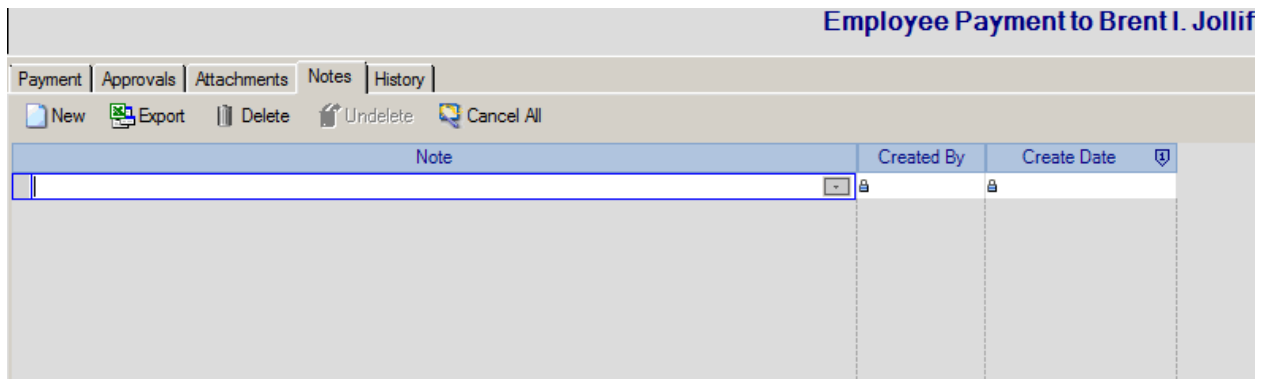 Employee Payment to Brent I. Jollif
Payment Approvals Attachments Notes History
New Export Delete Undelete Cancel All
Note Created By Create Date